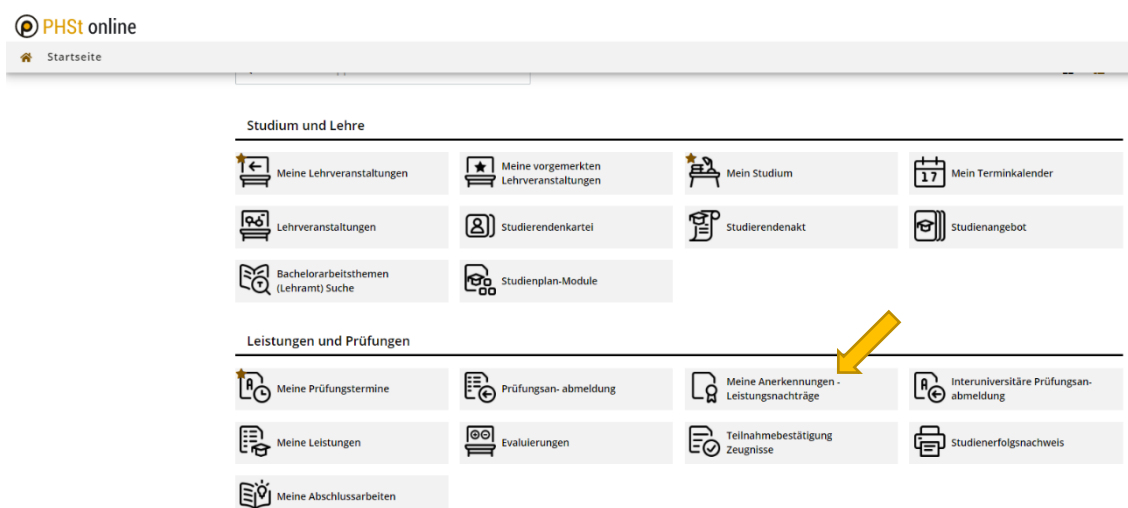 PHSt online
Startseite
Studium und Lehre
Meine Lehrveranstaltungen
Meine vorgemerkten
Lehrveranstaltungen
Mein Studium
17
Mein Terminkalender
Lehrveranstaltungen
Studierendenkartei
Studierendenakt
Studienangebot
Bachelorarbeitsthemen
(Lehramt) Suche
Studienplan-Module
Leistungen und Prüfungen
Meine Prüfungstermine
Prüfungsan- abmeldung
Meine Anerkennungen -
Leistungsnachträge
Interuniversitäre Prüfungsan-
abmeldung
Meine Leistungen
Evaluierungen
Teilnahmebestätigung
Zeugnisse
Studienerfolgsnachweis
Meine Abschlussarbeiten